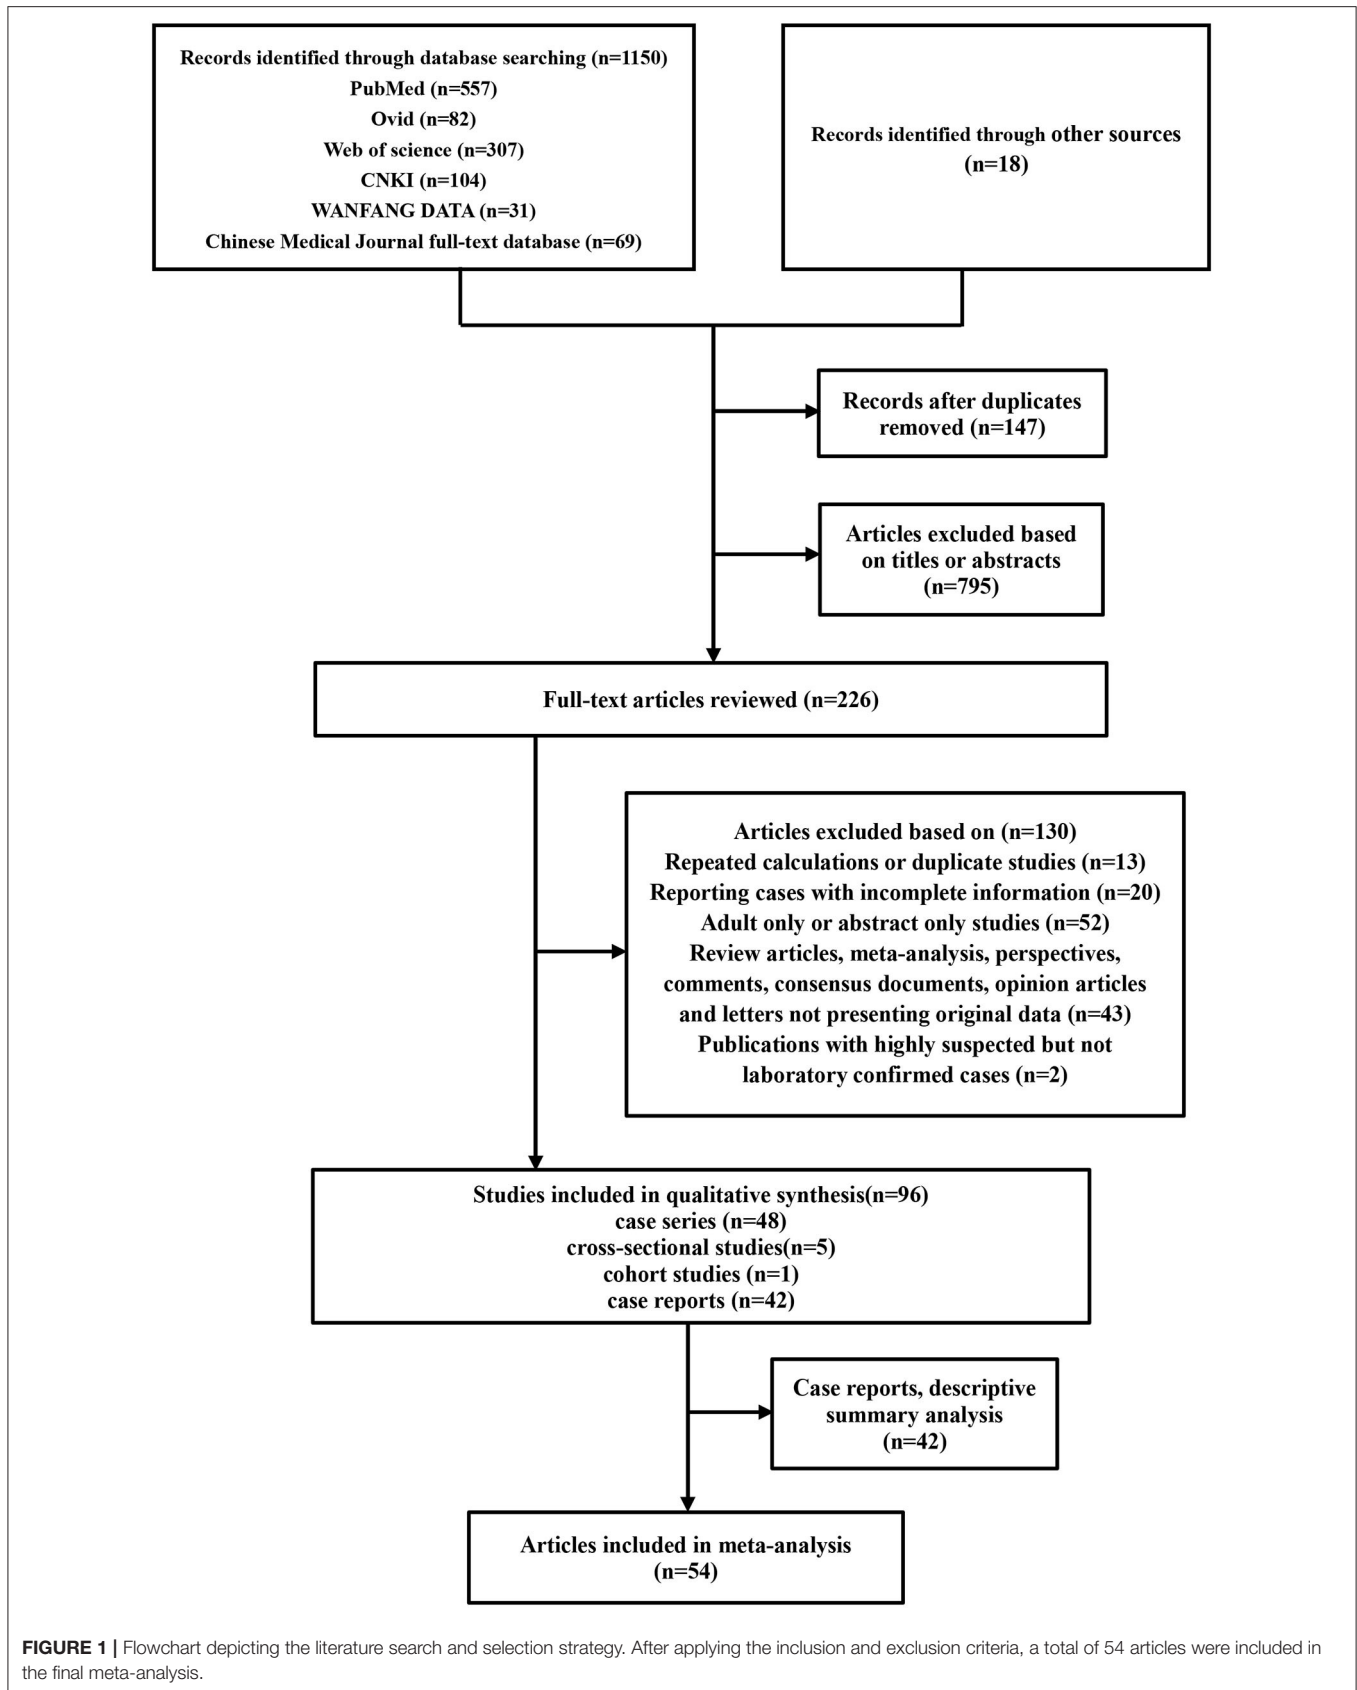 Records identified through database searching (n=1150)
PubMed (n=557)
Ovid (n=82)
Web of science (n=307)
CNKI (n=104)
WANFANG DATA (n=31)
Chinese Medical Journal full-text database (n=69)
Records identified through other sources
(n=18)
Records after duplicates
removed (n=147)
Articles excluded based
on titles or abstracts
(n=795)
Full-text articles reviewed (n=226)
Articles excluded based on (n=130)
Repeated calculations or duplicate studies (n=13)
Reporting cases with incomplete information (n=20)
Adult only or abstract only studies (n=52)
Review articles, meta-analysis, perspectives,
comments, consensus documents, opinion articles
and letters not presenting original data (n=43)
Publications with highly suspected but not
laboratory confirmed cases (n=2)
Studies included in qualitative synthesis(n=96)
case series (n=48)
cross-sectional studies(n=5)
cohort studies (n=1)
case reports (n=42)
Case reports, descriptive
summary analysis
(n=42)
Articles included in meta-analysis
(n=54)
FIGURE 1 | Flowchart depicting the literature search and selection strategy. After applying the inclusion and exclusion criteria, a total of 54 articles were included in
the final meta-analysis.